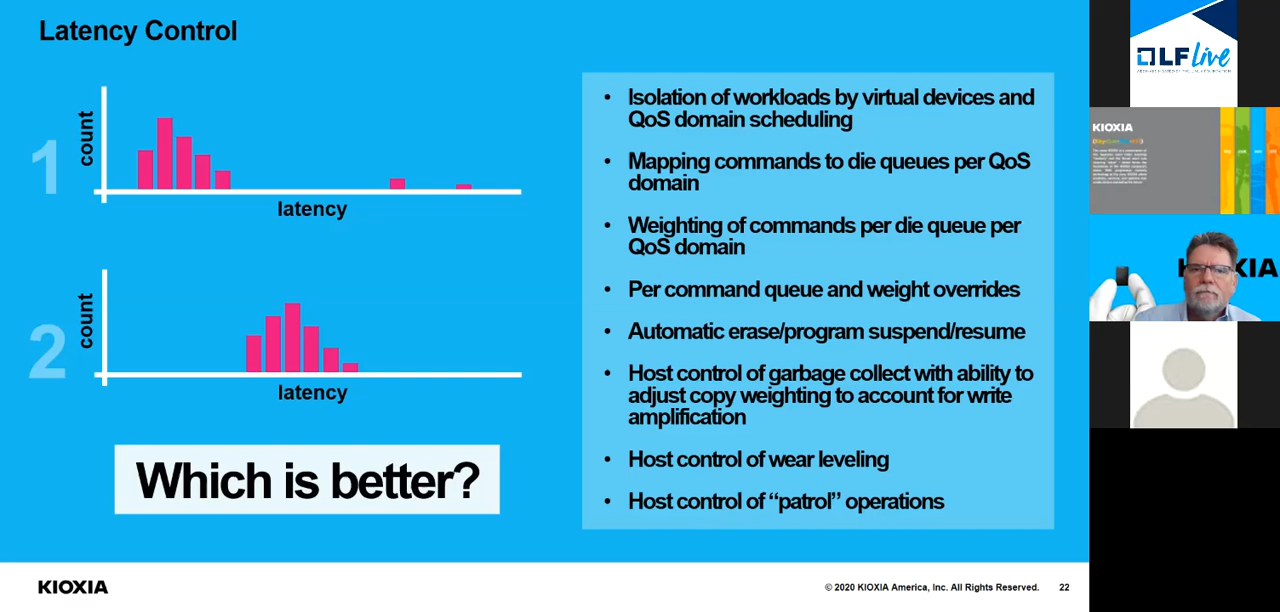 Latency Control
1
count
latency
2
count
latency
Which is better?
• Isolation of workloads by virtual devices and
QoS domain scheduling
• Mapping commands to die queues per QoS
domain
• Weighting of commands per die queue per
QoS domain
• Per command queue and weight overrides
• Automatic erase/program suspend/resume
• Host control of garbage collect with ability to
adjust copy weighting to account for write
amplification
• Host control of wear leveling
• Host control of “patrol” operations
KIOXIA
© 2020 KIOXIA America, Inc. All Rights Reserved.
22
LF Live
KIOXIA